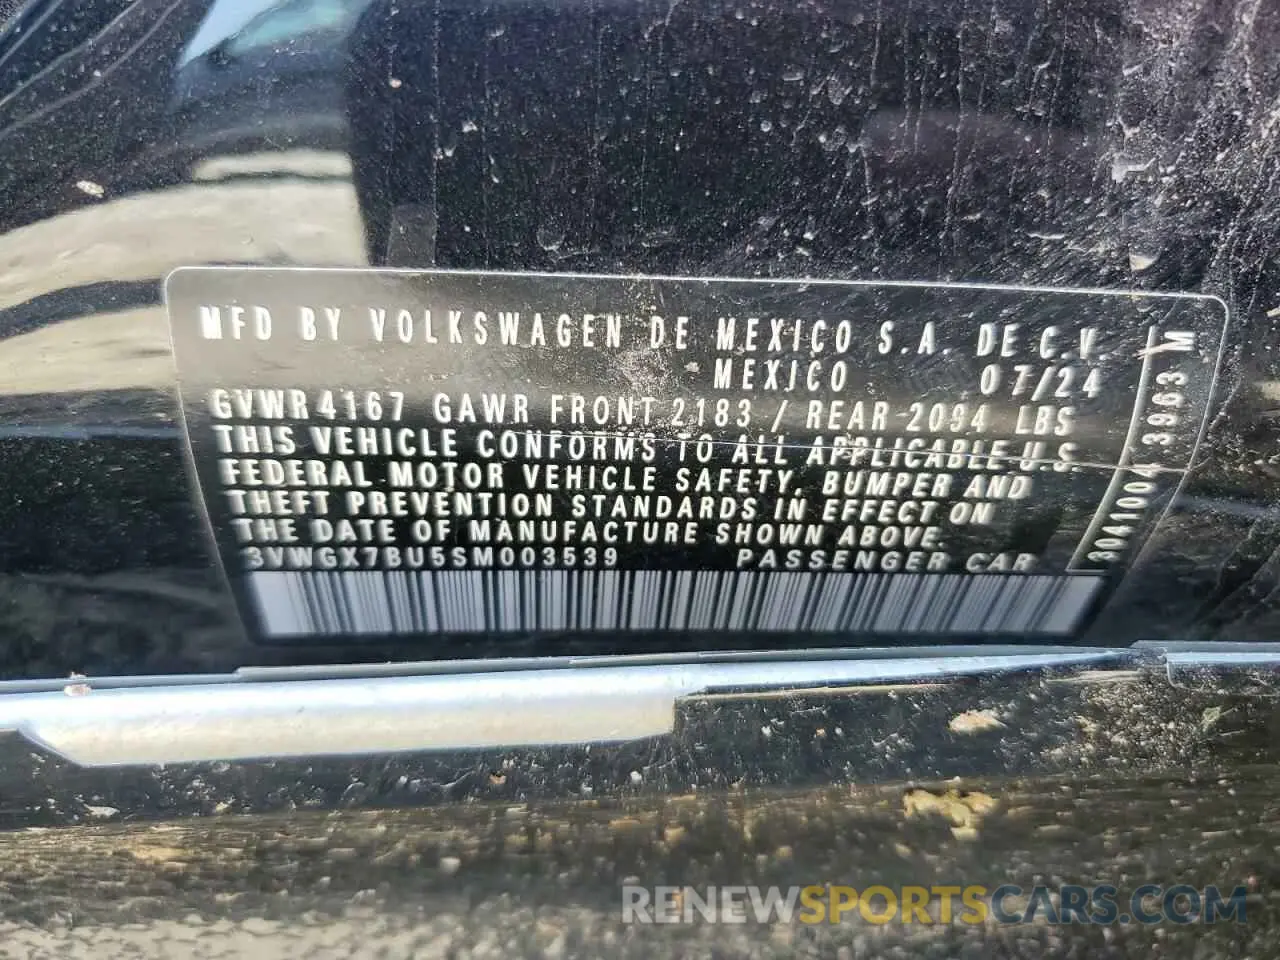 MFD BY VOLKSWAGEN DE MEXICO S.A. DE C.V.
MEXICO 07/24
GVWR 4167 GAWR FRONT 2183 / REAR 2094 LBS
THIS VEHICLE CONFORMS TO ALL APPLICABLE U.S.
FEDERAL MOTOR VEHICLE SAFETY, BUMPER AND
THEFT PREVENTION STANDARDS IN EFFECT ON
THE DATE OF MANUFACTURE SHOWN ABOVE.
3VWGX7BU5SM003539 PASSENGER CAR
3041004 3963 M
RENEWSPORTSCARS.COM